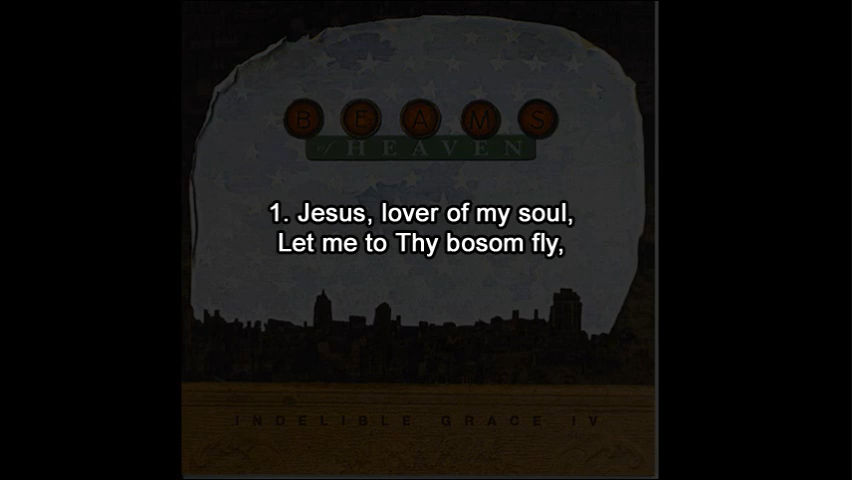 BEAMS
of HEAVEN
1. Jesus, lover of my soul,
Let me to Thy bosom fly,
INDELIBLE GRACE IV